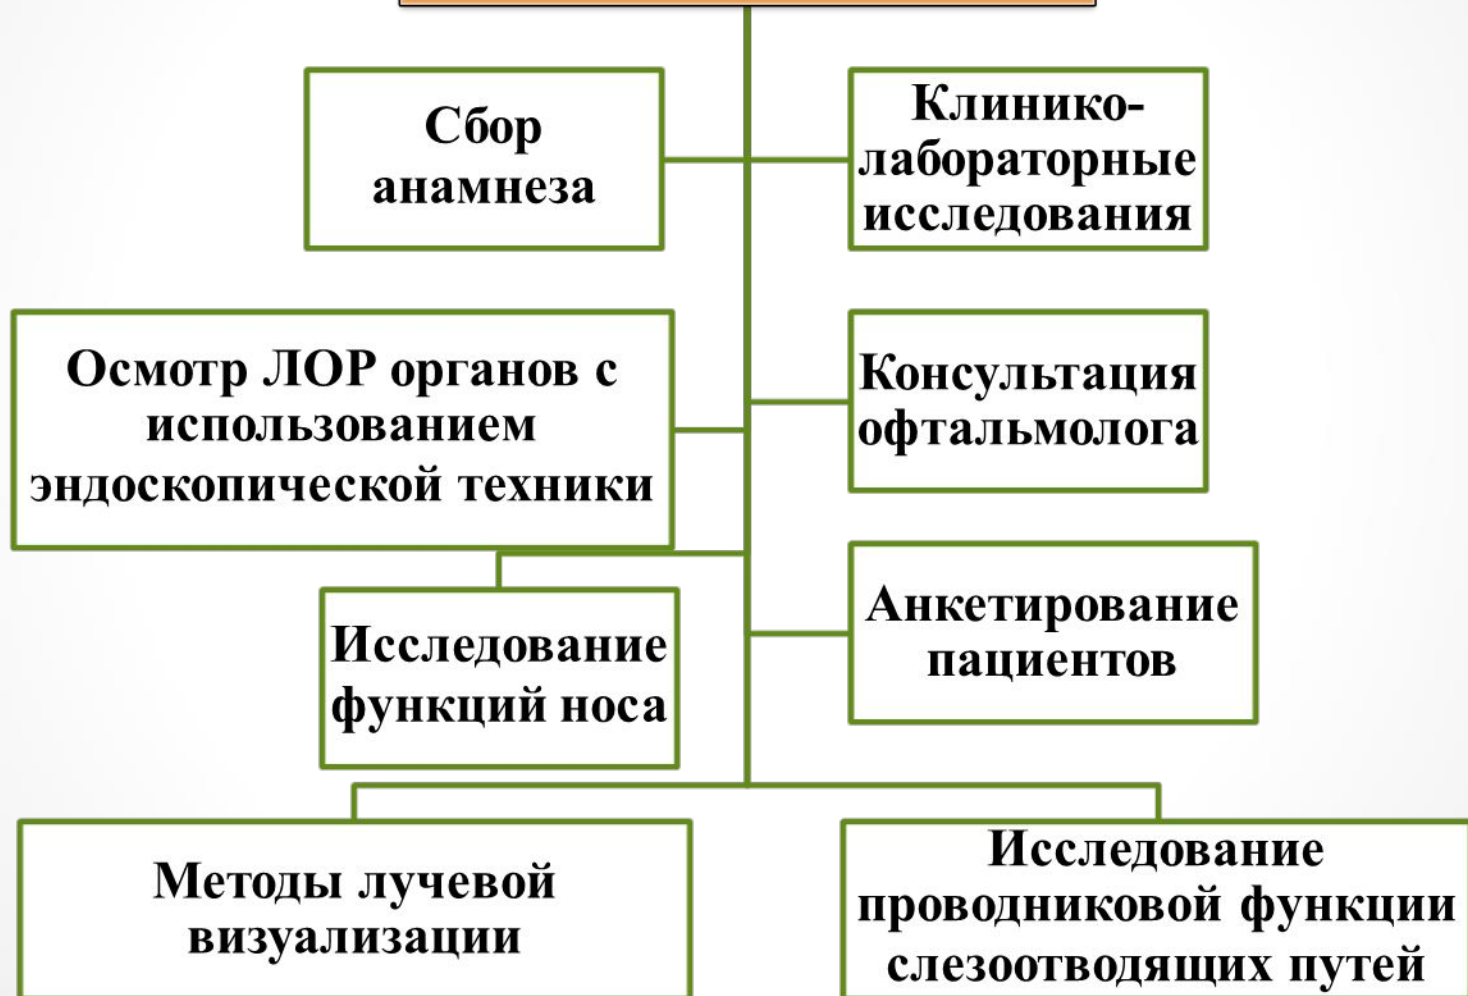 Сбор
анамнеза
Клинико-
лабораторные
исследования
Осмотр ЛОР органов с
использованием
эндоскопической техники
Консультация
офтальмолога
Исследование
функций носа
Анкетирование
пациентов
Методы лучевой
визуализации
Исследование
проводниковой функции
слезоотводящих путей